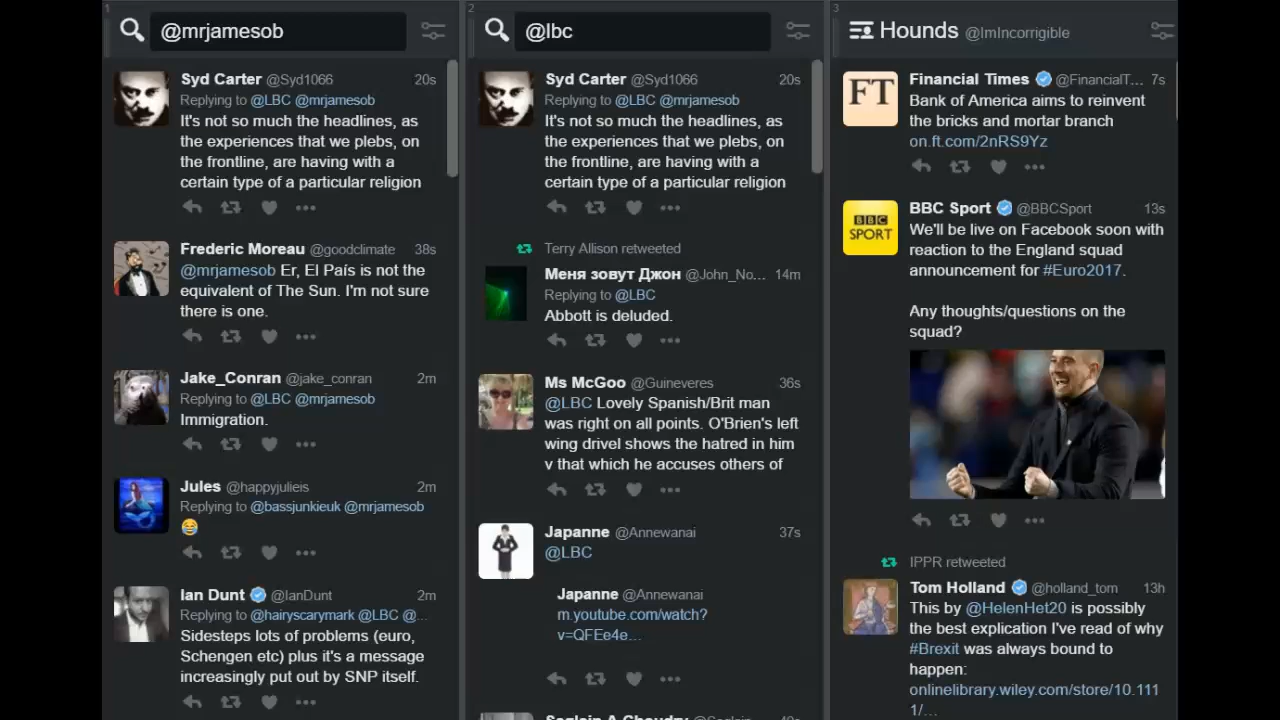 1
@mrjamesob
Syd Carter @Syd1066 20s
Replying to @LBC @mrjamesob
It's not so much the headlines, as
the experiences that we plebs, on
the frontline, are having with a
certain type of a particular religion
Frederic Moreau @goodclimate 38s
@mrjamesob Er, El País is not the
equivalent of The Sun. I'm not sure
there is one.
Jake_Conran @jake_conran 2m
Replying to @LBC @mrjamesob
Immigration.
Jules @happyjulieis 2m
Replying to @bassjunkieuk @mrjamesob
😂
Ian Dunt @IanDunt 2m
Replying to @hairyscarymark @LBC @...
Sidesteps lots of problems (euro,
Schengen etc) plus it's a message
increasingly put out by SNP itself.
2
@lbc
Syd Carter @Syd1066 20s
Replying to @LBC @mrjamesob
It's not so much the headlines, as
the experiences that we plebs, on
the frontline, are having with a
certain type of a particular religion
Terry Allison retweeted
Меня зовут Джон @John_No... 14m
Replying to @LBC
Abbott is deluded.
Ms McGoo @Guineveres 36s
@LBC Lovely Spanish/Brit man
was right on all points. O'Brien's left
wing drivel shows the hatred in him
v that which he accuses others of
Japanne @Annewanai 37s
@LBC
Japanne @Annewanai
m.youtube.com/watch?
v=QFEe4e...
3
Hounds @ImIncorrigible
Financial Times @FinancialT... 7s
FT
Bank of America aims to reinvent
the bricks and mortar branch
on.ft.com/2nRS9Yz
BBC Sport @BBCSport 13s
BBC
SPORT
We'll be live on Facebook soon with
reaction to the England squad
announcement for #Euro2017.
Any thoughts/questions on the
squad?
IPPR retweeted
Tom Holland @holland_tom 13h
This by @HelenHet20 is possibly
the best explication I've read of why
#Brexit was always bound to
happen:
onlinelibrary.wiley.com/store/10.111
1/...